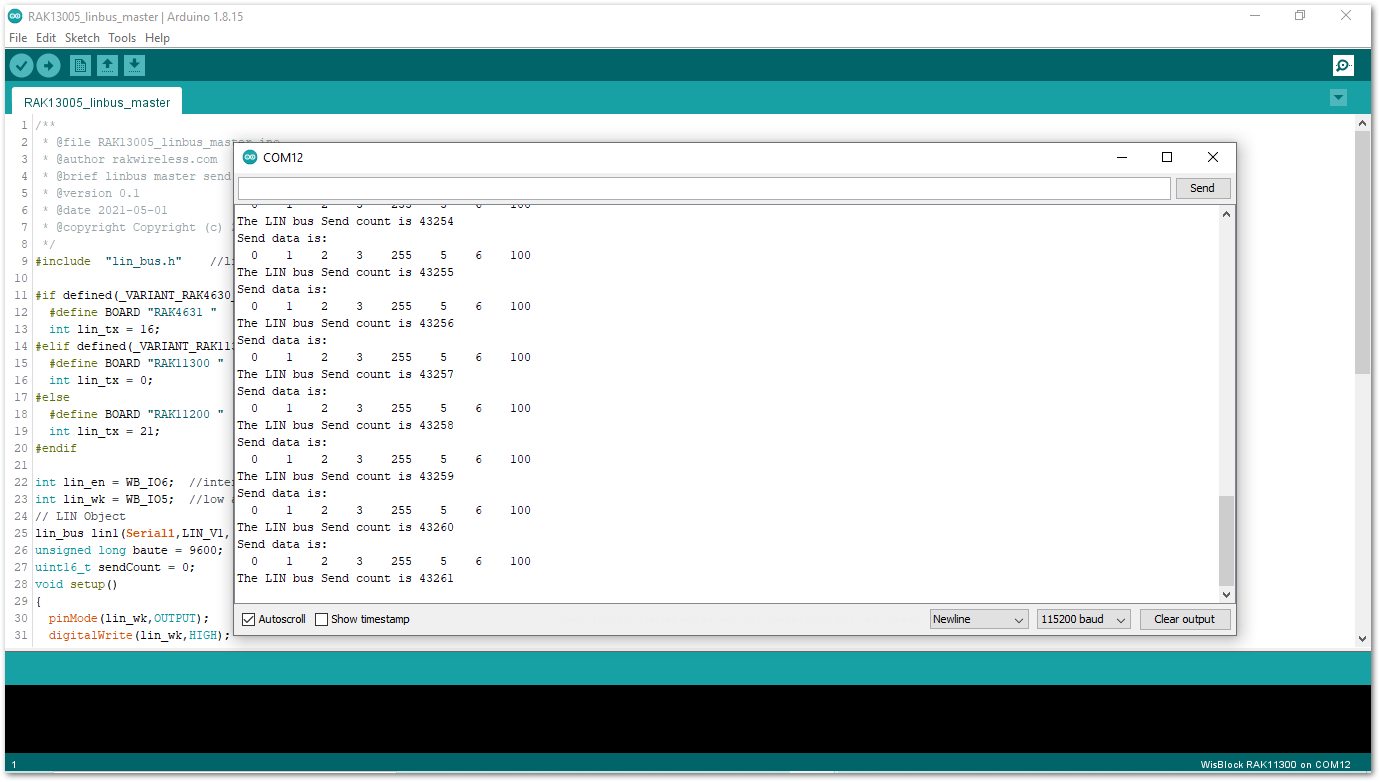 RAK13005_linbus_master | Arduino 1.8.15
File Edit Sketch Tools Help
RAK13005_linbus_master
1 /**
2 * @file RAK13005_linbus_master.ino
3 * @author rakwireless.com
4 * @brief linbus master send
5 * @version 0.1
6 * @date 2021-05-01
7 * @copyright Copyright (c)
8 */
9 #include "lin_bus.h" //li
10
11 #if defined(_VARIANT_RAK4630_
12 #define BOARD "RAK4631 "
13 int lin_tx = 16;
14 #elif defined(_VARIANT_RAK113
15 #define BOARD "RAK11300 "
16 int lin_tx = 0;
17 #else
18 #define BOARD "RAK11200 "
19 int lin_tx = 21;
20 #endif
21
22 int lin_en = WB_IO6; //inter
23 int lin_wk = WB_IO5; //low a
24 // LIN Object
25 lin_bus lin1(Serial1,LIN_V1,
26 unsigned long baute = 9600;
27 uint16_t sendCount = 0;
28 void setup()
29 {
30 pinMode(lin_wk,OUTPUT);
31 digitalWrite(lin_wk,HIGH);
COM12
Send
0 1 2 3 255 5 6 100
The LIN bus Send count is 43254
Send data is:
0 1 2 3 255 5 6 100
The LIN bus Send count is 43255
Send data is:
0 1 2 3 255 5 6 100
The LIN bus Send count is 43256
Send data is:
0 1 2 3 255 5 6 100
The LIN bus Send count is 43257
Send data is:
0 1 2 3 255 5 6 100
The LIN bus Send count is 43258
Send data is:
0 1 2 3 255 5 6 100
The LIN bus Send count is 43259
Send data is:
0 1 2 3 255 5 6 100
The LIN bus Send count is 43260
Send data is:
0 1 2 3 255 5 6 100
The LIN bus Send count is 43261
Autoscroll Show timestamp Newline 115200 baud Clear output
1 WisBlock RAK11300 on COM12